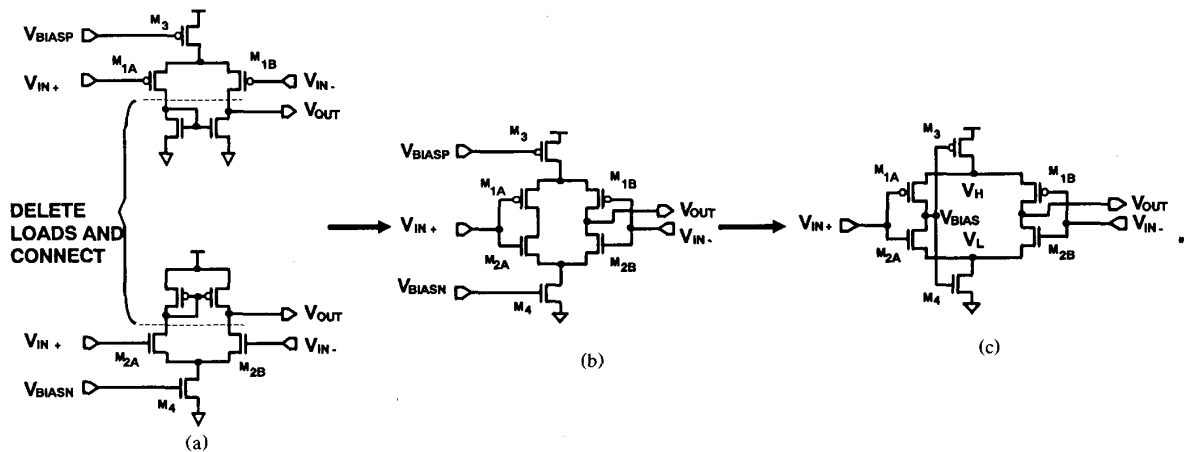 M3
VBIASP
M1A
M1B
VIN+
VIN-
VOUT
DELETE
LOADS AND
CONNECT
VOUT
VIN+
M2A
M2B
VIN-
VBIASN
M4
(a)
M3
VBIASP
M1A
M1B
VOUT
VIN+
VIN-
M2A
M2B
VBIASN
M4
(b)
M3
M1A
M1B
VH
VOUT
VIN+
VBIAS
VIN-
VL
M2A
M2B
M4
(c)